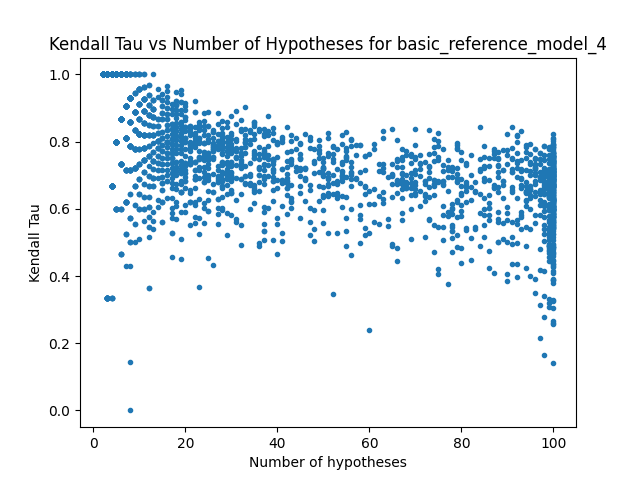 Kendall Tau vs Number of Hypotheses for basic_reference_model_4
1.0
0.8
0.6
0.4
0.2
0.0
Kendall Tau
0 20 40 60 80 100
Number of hypotheses